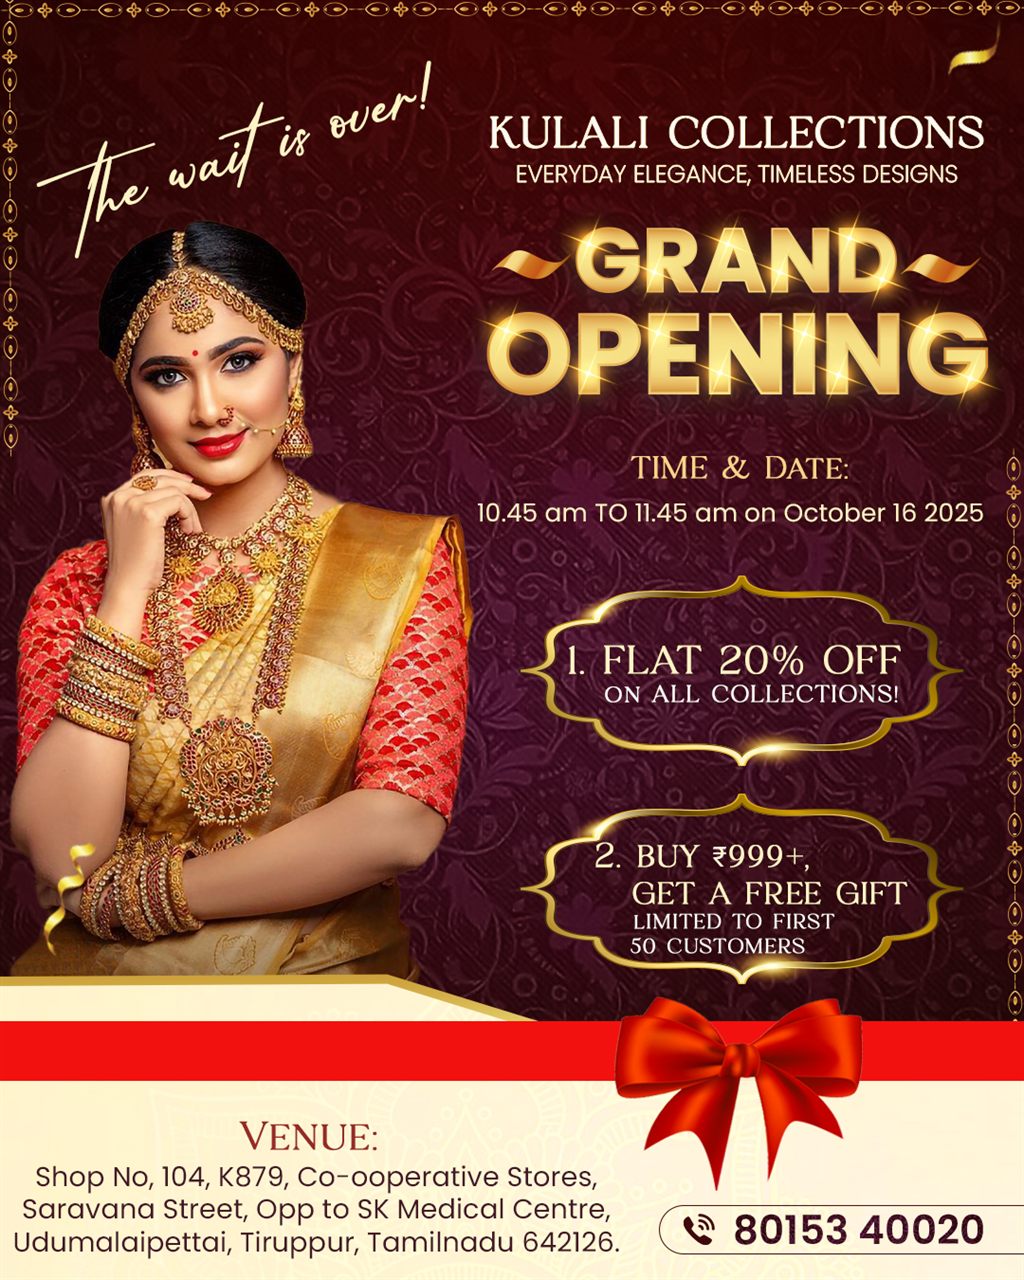 The wait is over!
KULALI COLLECTIONS
EVERYDAY ELEGANCE, TIMELESS DESIGNS
GRAND
OPENING
TIME & DATE:
10.45 am TO 11.45 am on October 16 2025
1. FLAT 20% OFF
ON ALL COLLECTIONS!
2. BUY ₹999+,
GET A FREE GIFT
LIMITED TO FIRST
50 CUSTOMERS
VENUE:
Shop No, 104, K879, Co-ooperative Stores,
Saravana Street, Opp to SK Medical Centre,
Udumalaipettai, Tiruppur, Tamilnadu 642126.
80153 40020